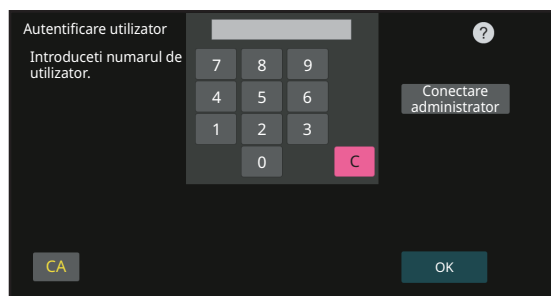 Autentificare utilizator
?
Introduceti numarul de
utilizator.
7 8 9
4 5 6
1 2 3
0 C
Conectare
administrator
CA
OK